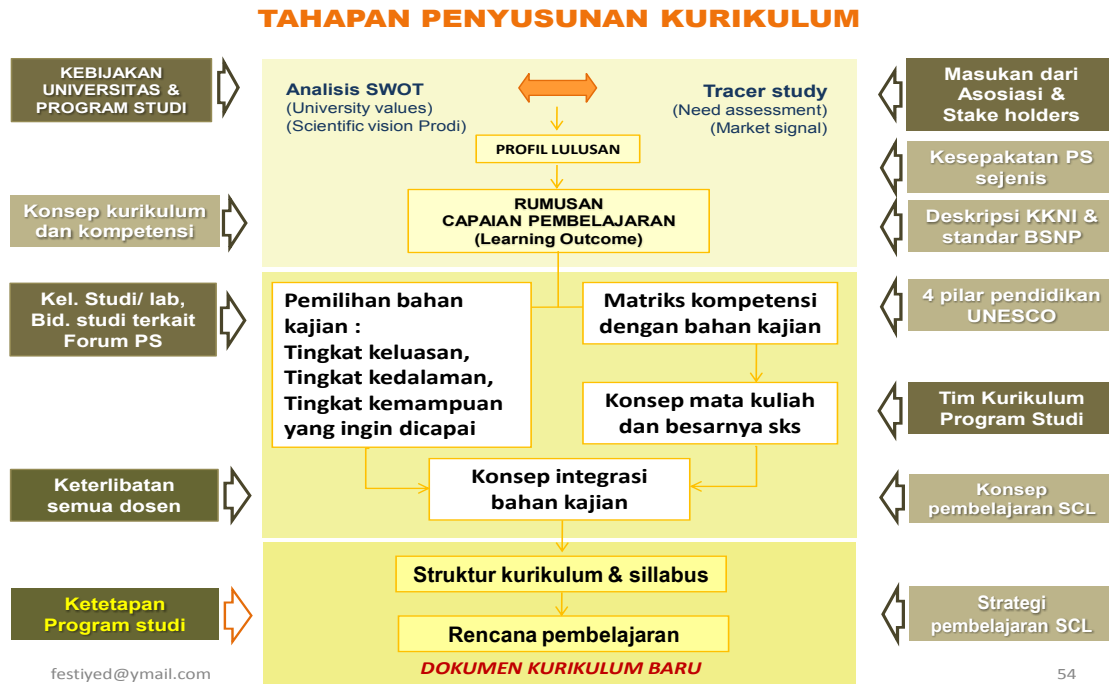 TAHAPAN PENYUSUNAN KURIKULUM
KEBIJAKAN
UNIVERSITAS &
PROGRAM STUDI
Analisis SWOT
(University values)
(Scientific vision Prodi)
Tracer study
(Need assessment)
(Market signal)
Masukan dari
Asosiasi &
Stake holders
PROFIL LULUSAN
Kesepakatan PS
sejenis
Konsep kurikulum
dan kompetensi
RUMUSAN
CAPAIAN PEMBELAJARAN
(Learning Outcome)
Deskripsi KKNI &
standar BSNP
Kel. Studi/ lab,
Bid. studi terkait
Forum PS
Pemilihan bahan
kajian :
Tingkat keluasan,
Tingkat kedalaman,
Tingkat kemampuan
yang ingin dicapai
Matriks kompetensi
dengan bahan kajian
4 pilar pendidikan
UNESCO
Konsep mata kuliah
dan besarnya sks
Tim Kurikulum
Program Studi
Keterlibatan
semua dosen
Konsep integrasi
bahan kajian
Konsep
pembelajaran SCL
Struktur kurikulum & sillabus
Ketetapan
Program studi
Rencana pembelajaran
Strategi
pembelajaran SCL
DOKUMEN KURIKULUM BARU
festiyed@ymail.com
54